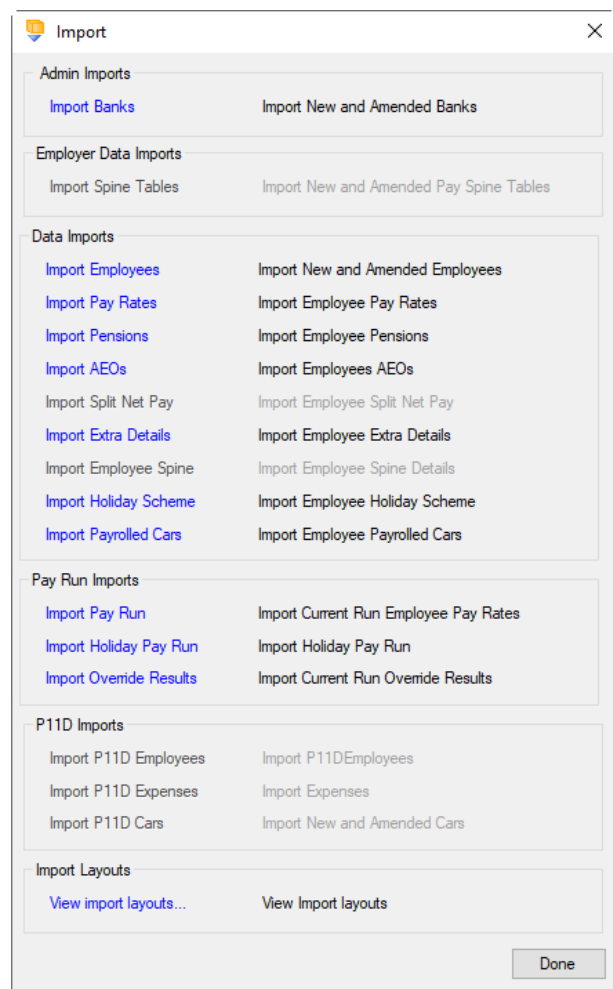 Import
Admin Imports
Import Banks Import New and Amended Banks
Employer Data Imports
Import Spine Tables Import New and Amended Pay Spine Tables
Data Imports
Import Employees Import New and Amended Employees
Import Pay Rates Import Employee Pay Rates
Import Pensions Import Employee Pensions
Import AEOs Import Employees AEOs
Import Split Net Pay Import Employee Split Net Pay
Import Extra Details Import Employee Extra Details
Import Employee Spine Import Employee Spine Details
Import Holiday Scheme Import Employee Holiday Scheme
Import Payrolled Cars Import Employee Payrolled Cars
Pay Run Imports
Import Pay Run Import Current Run Employee Pay Rates
Import Holiday Pay Run Import Holiday Pay Run
Import Override Results Import Current Run Override Results
P11D Imports
Import P11D Employees Import P11DEmployees
Import P11D Expenses Import Expenses
Import P11D Cars Import New and Amended Cars
Import Layouts
View import layouts... View Import layouts
Done